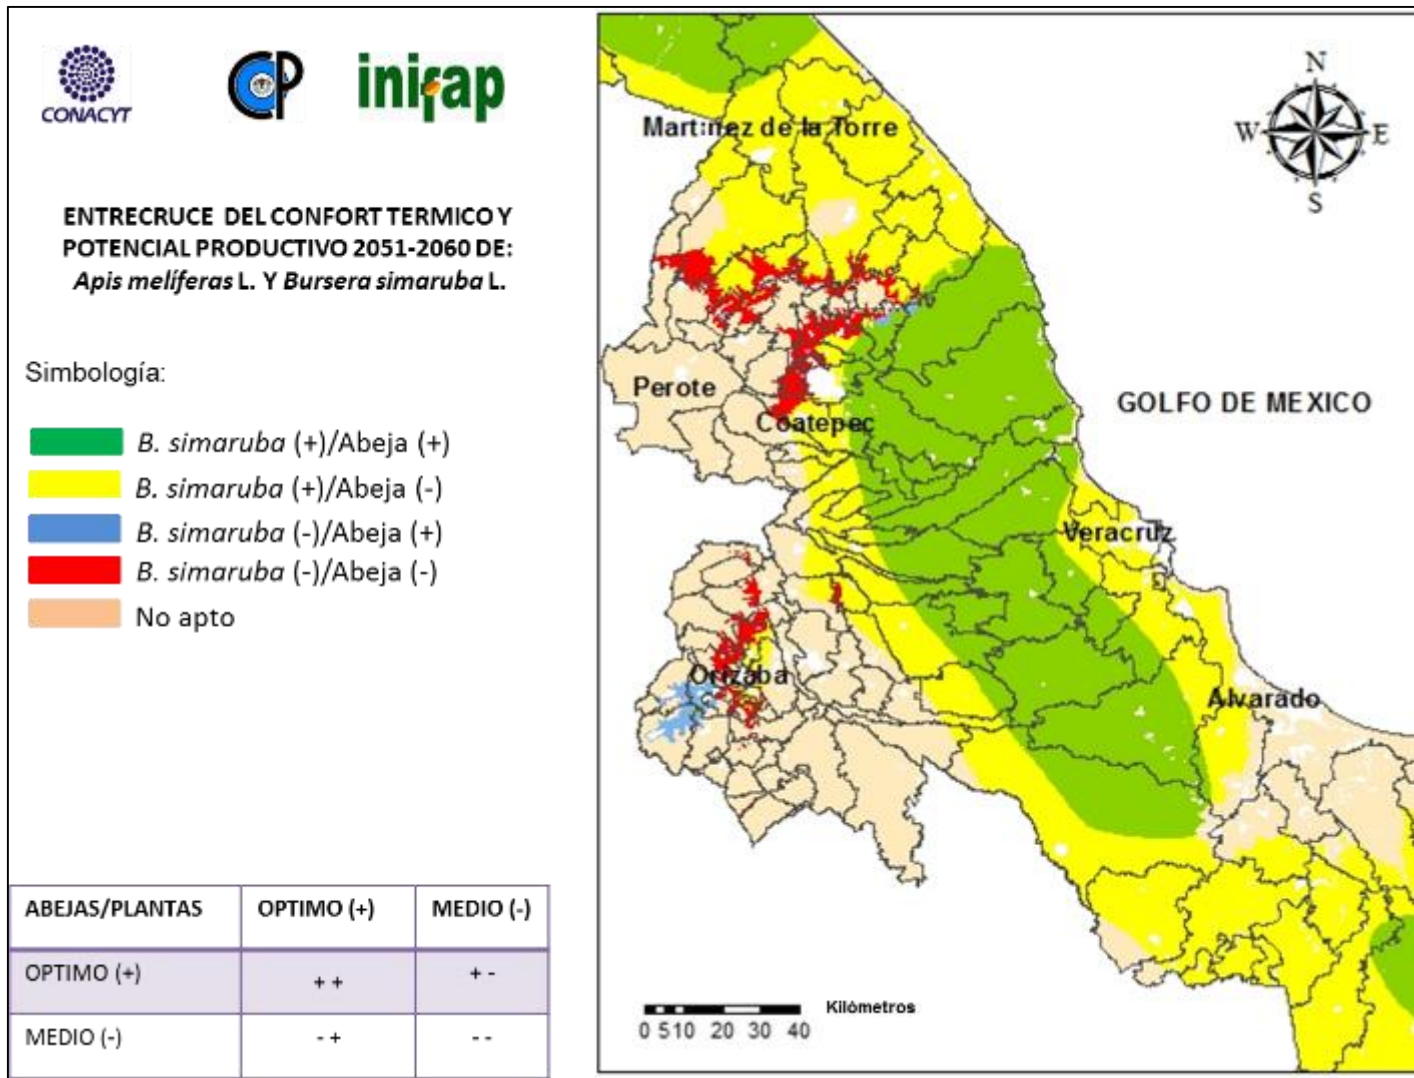 CONACYT
CP
inifap
ENTRECRUCE DEL CONFORT TERMICO Y
POTENCIAL PRODUCTIVO 2051-2060 DE:
Apis melíferas L. Y Bursera simaruba L.
Simbología:
B. simaruba (+)/Abeja (+)
B. simaruba (+)/Abeja (-)
B. simaruba (-)/Abeja (+)
B. simaruba (-)/Abeja (-)
No apto
ABEJAS/PLANTAS OPTIMO (+) MEDIO (-)
OPTIMO (+) + + + -
MEDIO (-) - + - -
N
W E
S
Martinez de la Torre
Perote
Coatepec
GOLFO DE MEXICO
Veracruz
Orizaba
Alvarado
Kilómetros
0 5 10 20 30 40